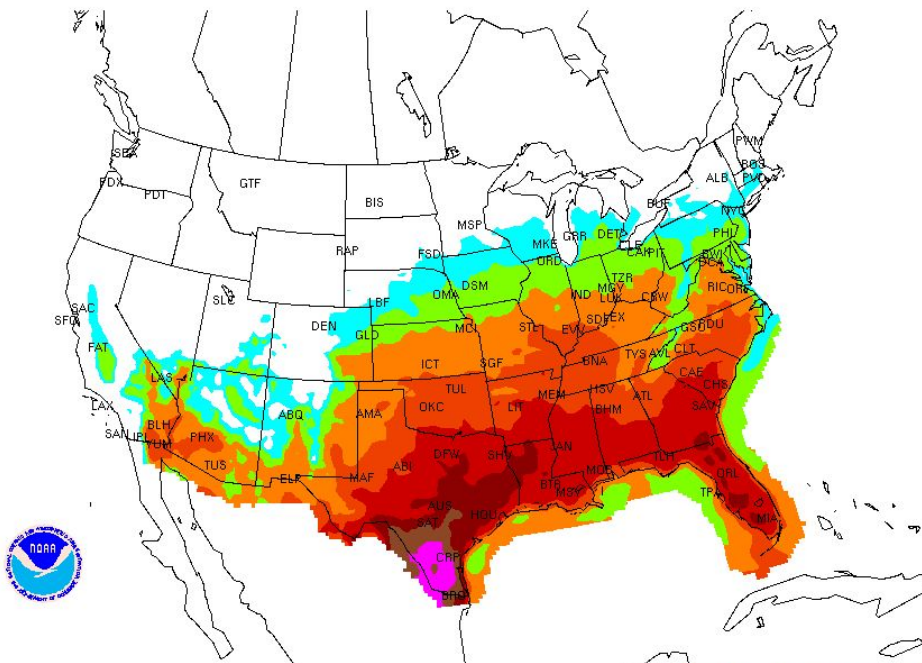 PWM
SEA
BGS
ALB
PVD
PDX
PDT
GTF
BIS
BUF
NYC
MSP
GRR
DET
MKE
CLE
PHL
RAP
FSD
ORD
CAK
PIT
BWI
DCA
DSM
TZR
SLC
LBF
OMA
IND
MGY
LUK
CRW
RIC
ORF
SAC
SFO
DEN
GLD
MCI
STL
EVV
SDF
LEX
GSO
RDU
FAT
ICT
SGF
BNA
TYS
AVL
CLT
LAS
TUL
CAE
LAX
ABQ
AMA
OKC
LIT
MEM
HSV
ATL
CHS
BLH
BHM
SAV
SAN
IPL
YUM
PHX
TUS
ELP
MAF
ABI
DFW
SHV
JAN
MOB
TLH
ORL
BTR
MSY
TPA
AUS
SAT
HOU
MIA
CRP
BRO
NOAA